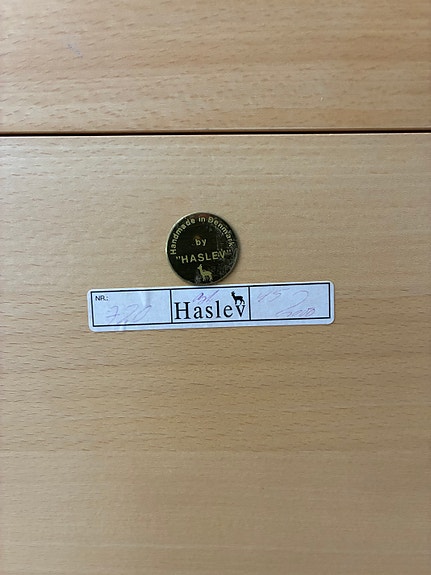 Handmade in Denmark
by
"HASLEV"
NR.:
Haslev